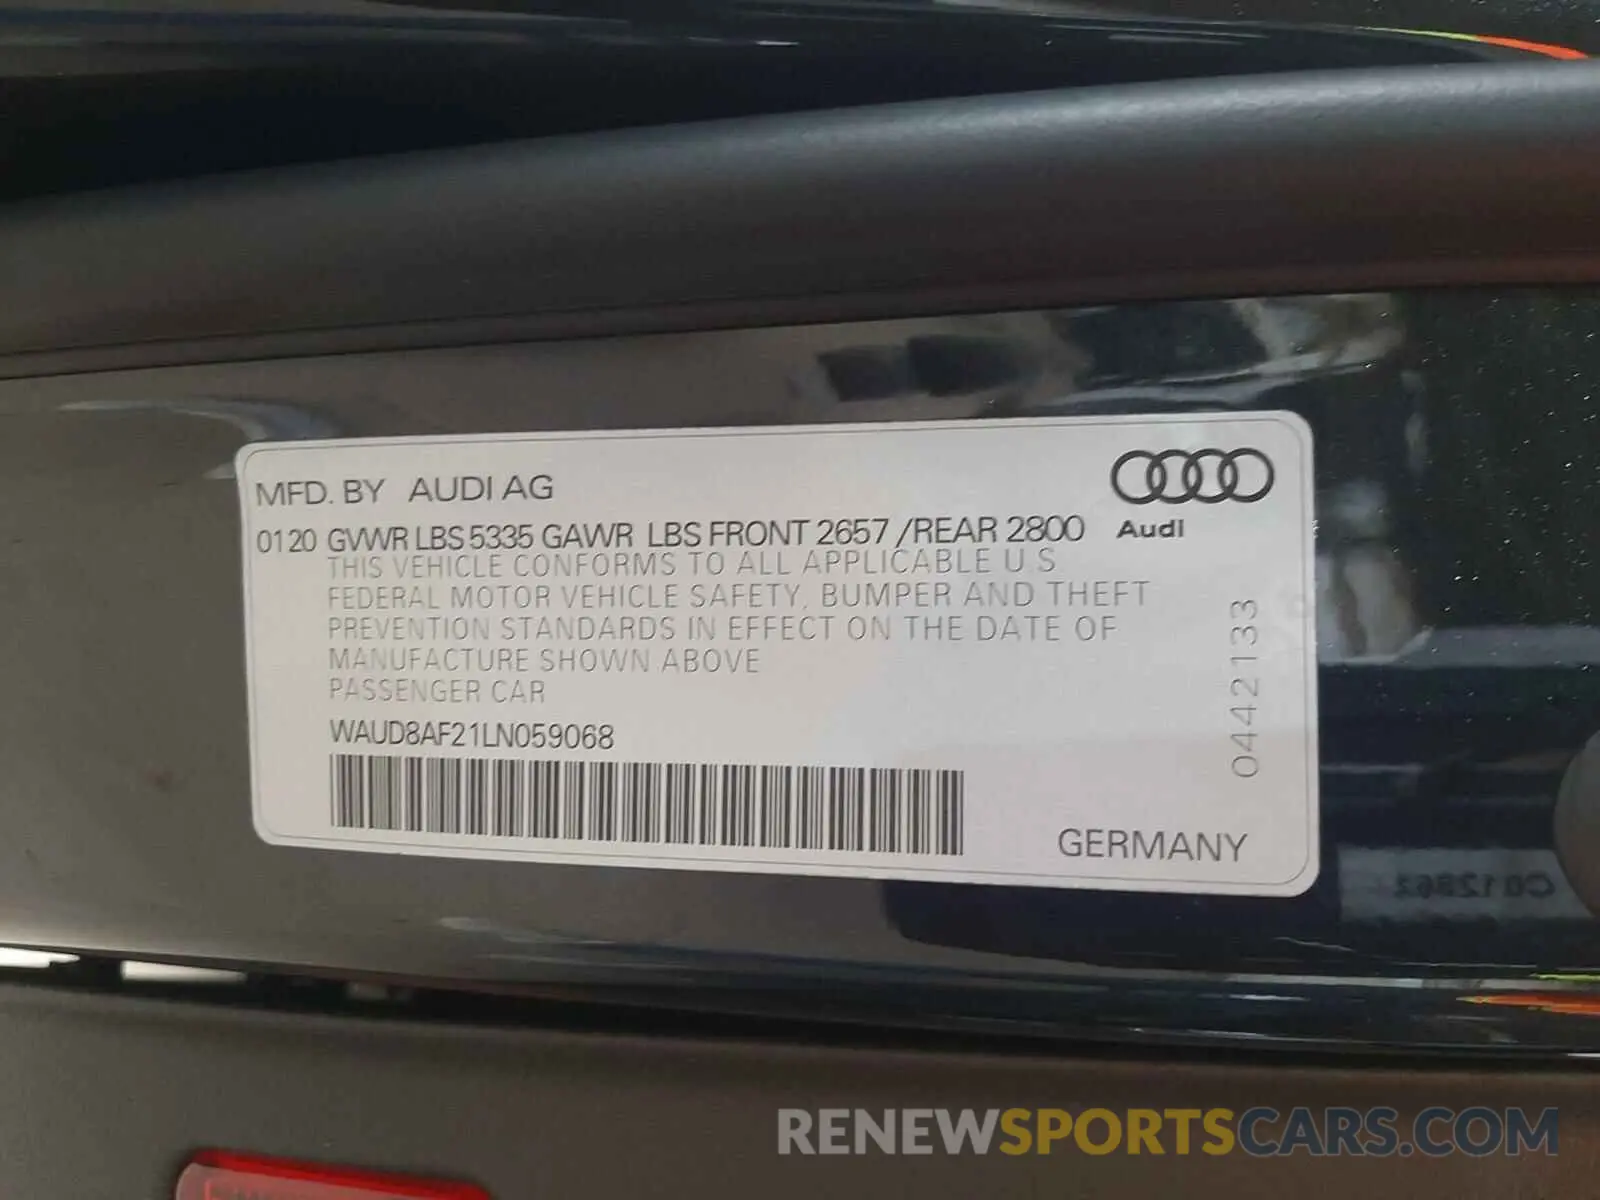 MFD. BY AUDI AG
0120 GVWR LBS 5335 GAWR LBS FRONT 2657 /REAR 2800
Audi
THIS VEHICLE CONFORMS TO ALL APPLICABLE U S
FEDERAL MOTOR VEHICLE SAFETY, BUMPER AND THEFT
PREVENTION STANDARDS IN EFFECT ON THE DATE OF
MANUFACTURE SHOWN ABOVE
PASSENGER CAR
WAUD8AF21LN059068
0442133
GERMANY
RENEWSPORTSCARS.COM